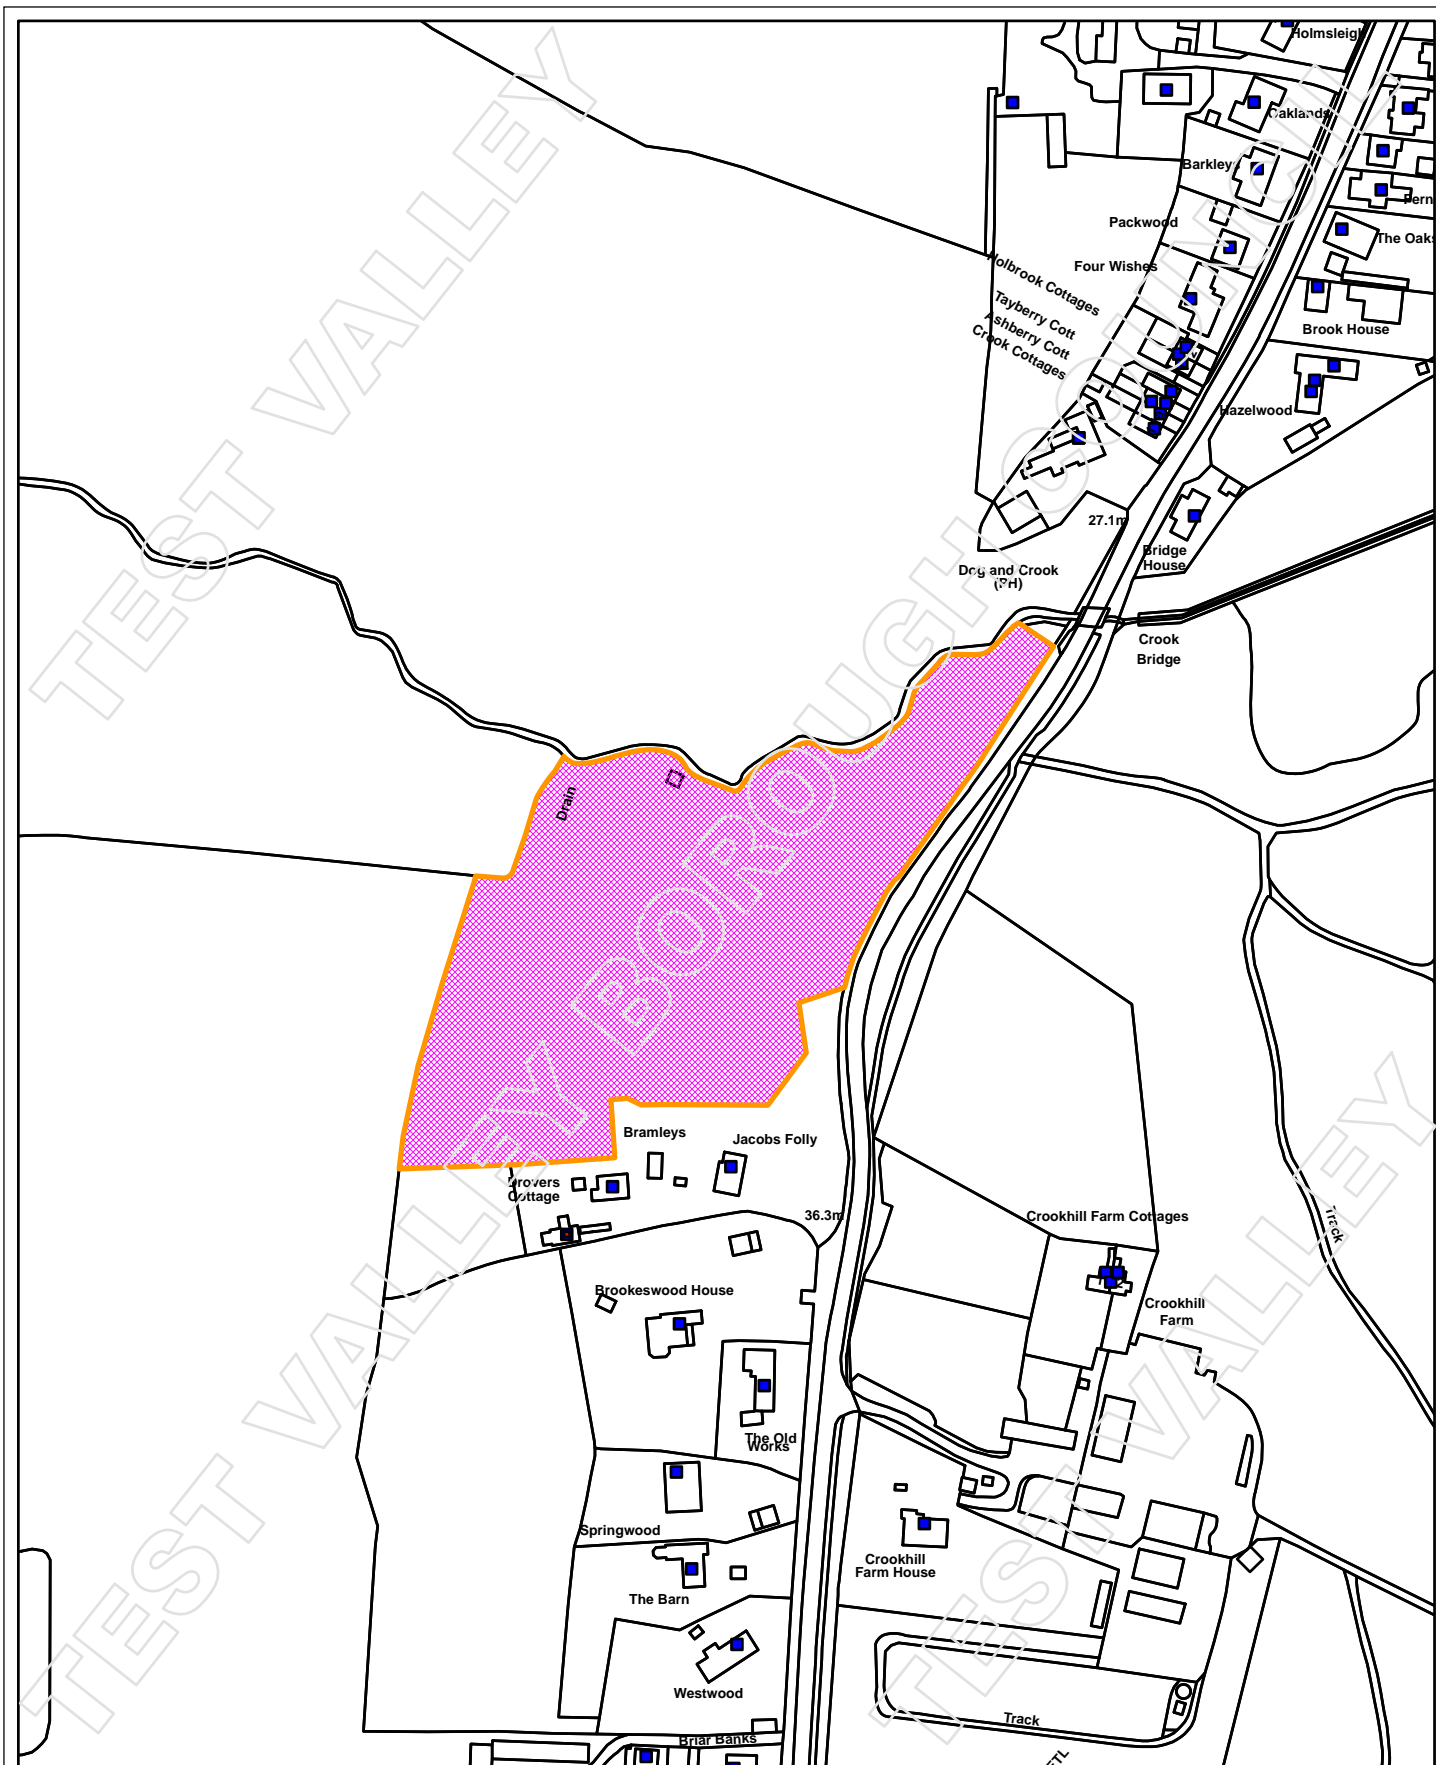 Holmsleigh
Oaklands
Barkleys
Fern
Packwood
The Oaks
Four Wishes
Holbrook Cottages
Tayberry Cott
Ashberry Cott
Crook Cottages
Brook House
Hazelwood
27.1m
Bridge
House
Dog and Crook
(PH)
Crook
Bridge
Drain
Bramleys
Jacobs Folly
Drovers
Cottage
36.3m
Crookhill Farm Cottages
Track
Brookeswood House
Crookhill
Farm
The Old
Works
Springwood
Crookhill
Farm House
The Barn
Westwood
Track
Briar Banks
ETL
TEST VALLEY
TEST VALLEY BOROUGH COUNCIL
TEST VALLEY